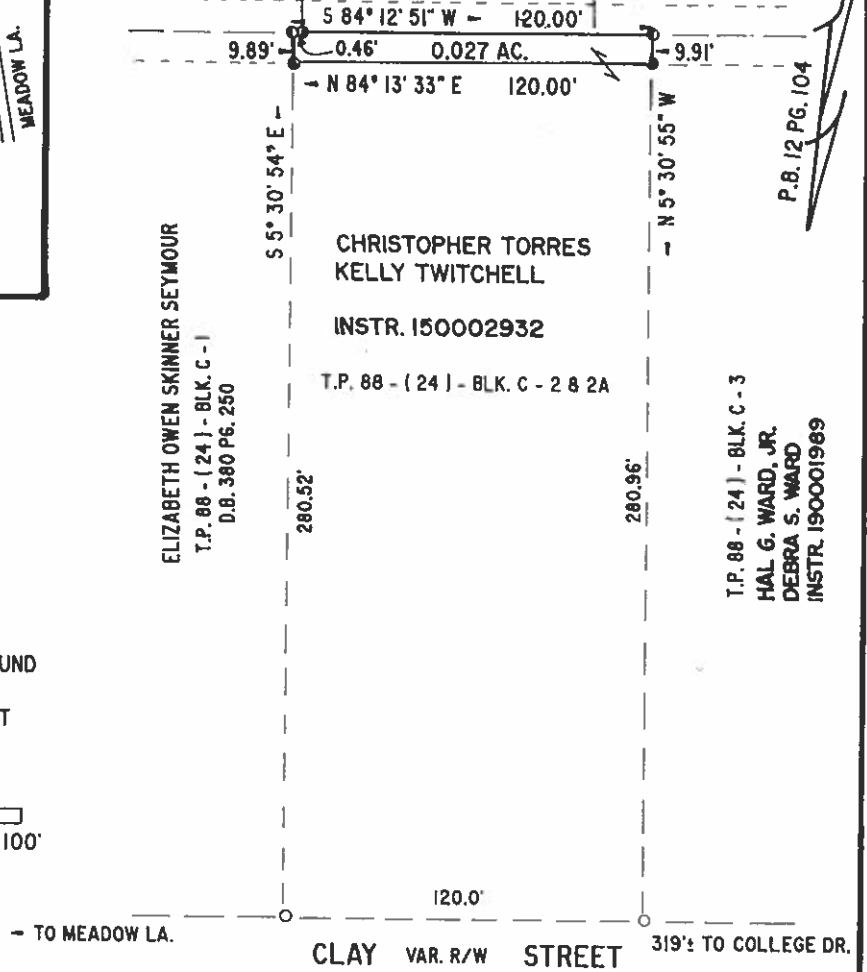 MEADOW LA.
S 84° 12' 51" W - 120.00'
9.89'
0.46'
0.027 AC.
9.91'
N 84° 13' 33" E 120.00'
P.B. 12 PG. 104
S 5° 30' 54" E
N 5° 30' 55" W
CHRISTOPHER TORRES
KELLY TWITCHELL
INSTR. 150002932
T.P. 88 - ( 24 ) - BLK. C - 2 & 2A
ELIZABETH OWEN SKINNER SEYMOUR
T.P. 88 - ( 24 ) - BLK. C - 1
D.B. 380 PG. 250
280.52'
280.96'
T.P. 88 - ( 24 ) - BLK. C - 3
HAL G. WARD, JR.
DEBRA S. WARD
INSTR. 190001989
UND
T
100'
120.0'
- TO MEADOW LA.
CLAY VAR. R/W STREET
319'± TO COLLEGE DR.